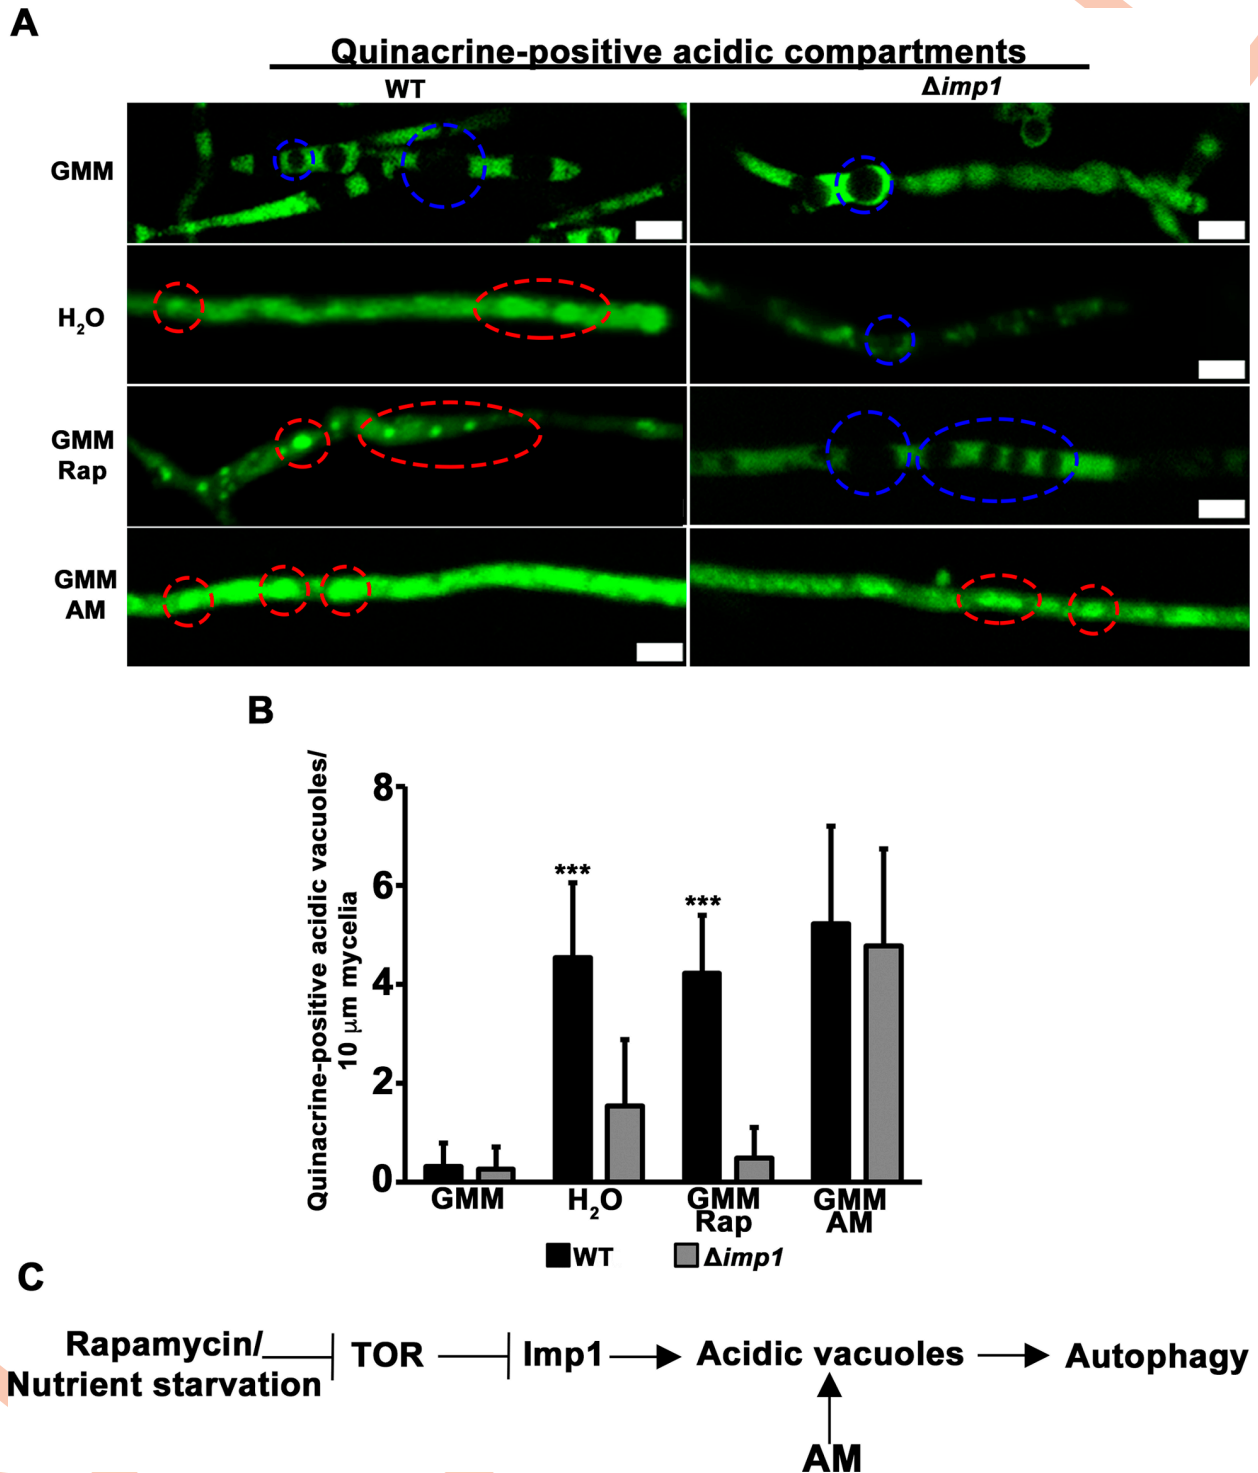 A
Quinacrine-positive acidic compartments
WT
Δimp1
GMM
H₂O
GMM
Rap
GMM
AM
B
Quinacrine-positive acidic vacuoles/
10 μm mycelia
8
6
4
2
0
***
***
GMM
H₂O
GMM
Rap
GMM
AM
WT
Δimp1
C
Rapamycin/
Nutrient starvation
TOR
Imp1
Acidic vacuoles
Autophagy
AM